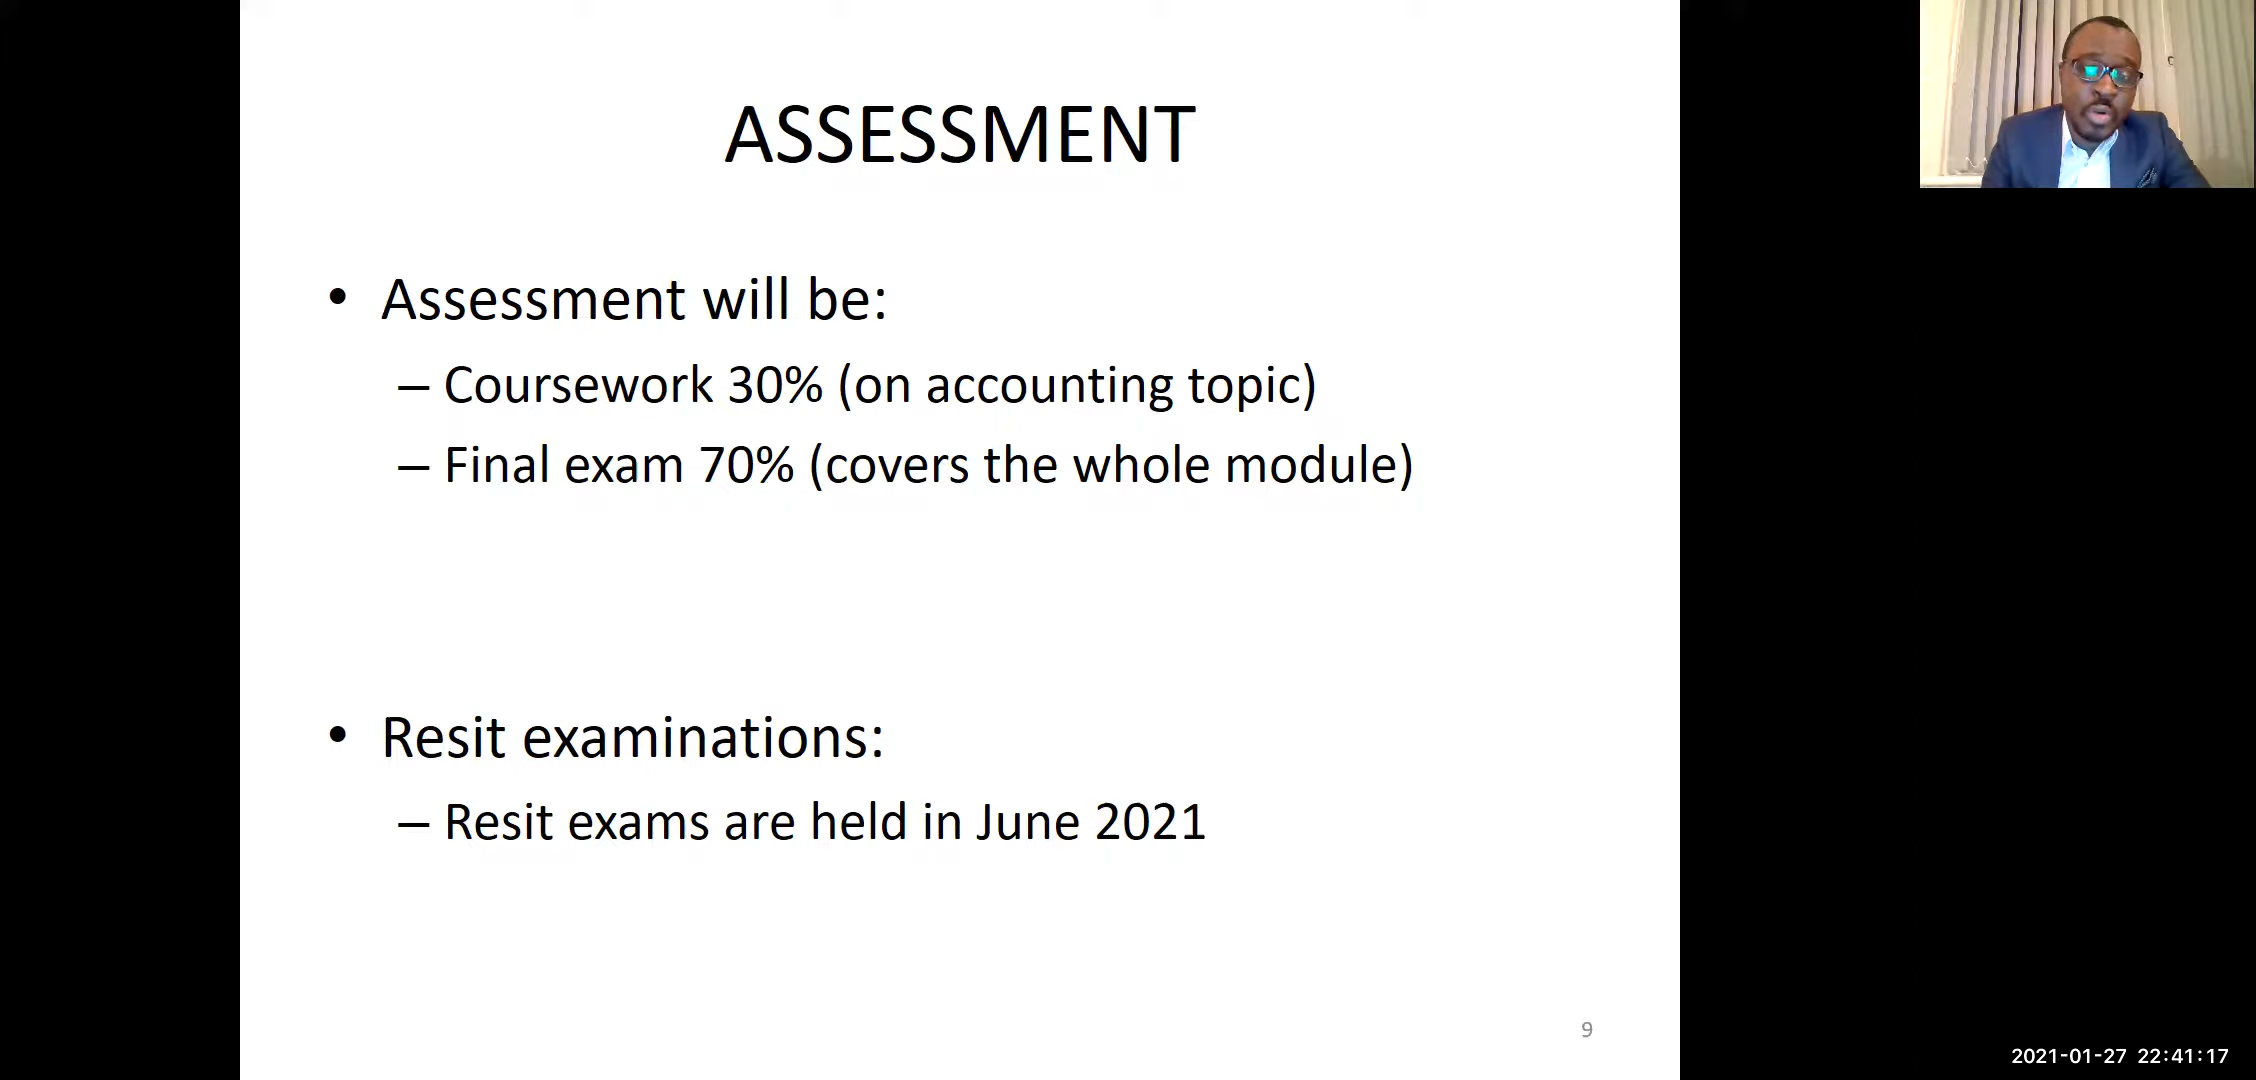 ASSESSMENT
• Assessment will be:
– Coursework 30% (on accounting topic)
– Final exam 70% (covers the whole module)
• Resit examinations:
– Resit exams are held in June 2021
9
2021-01-27 22:41:17